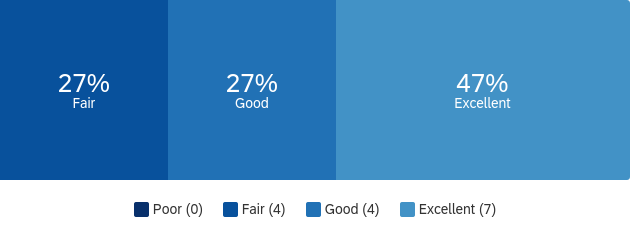 27% 27% 47%
Fair Good Excellent
Poor (0) Fair (4) Good (4) Excellent (7)